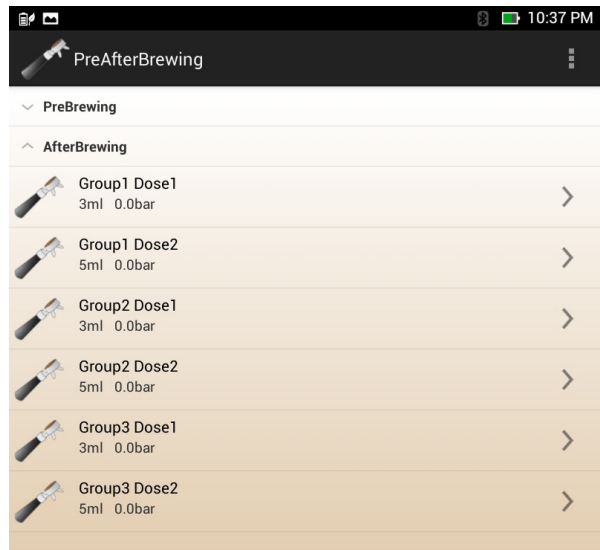 10:37 PM
PreAfterBrewing
PreBrewing
AfterBrewing
Group1 Dose1
3ml 0.0bar
Group1 Dose2
5ml 0.0bar
Group2 Dose1
3ml 0.0bar
Group2 Dose2
5ml 0.0bar
Group3 Dose1
3ml 0.0bar
Group3 Dose2
5ml 0.0bar